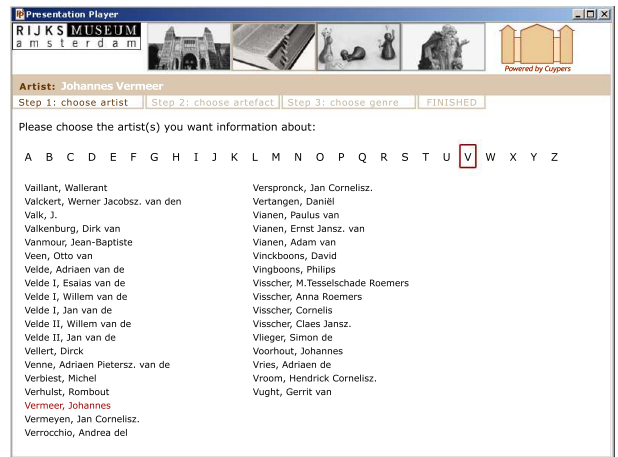 Presentation Player
RIJKS MUSEUM
amsterdam
Powered by Cuypers
Artist: Johannes Vermeer
Step 1: choose artist Step 2: choose artefact Step 3: choose genre FINISHED
Please choose the artist(s) you want information about:
A B C D E F G H I J K L M N O P Q R S T U V W X Y Z
Vaillant, Wallerant
Valckert, Werner Jacobsz. van den
Valk, J.
Valkenburg, Dirk van
Vanmour, Jean-Baptiste
Veen, Otto van
Velde, Adriaen van de
Velde I, Esaias van de
Velde I, Willem van de
Velde I, Jan van de
Velde II, Willem van de
Velde II, Jan van de
Vellert, Dirck
Venne, Adriaen Pietersz. van de
Verbiest, Michel
Verhulst, Rombout
Vermeer, Johannes
Vermeyen, Jan Cornelisz.
Verrocchio, Andrea del
Verspronck, Jan Cornelisz.
Vertangen, Daniël
Vianen, Paulus van
Vianen, Ernst Jansz. van
Vianen, Adam van
Vinckboons, David
Vingboons, Philips
Visscher, M.Tesselschade Roemers
Visscher, Anna Roemers
Visscher, Cornelis
Visscher, Claes Jansz.
Vlieger, Simon de
Voorhout, Johannes
Vries, Adriaen de
Vroom, Hendrick Cornelisz.
Vught, Gerrit van